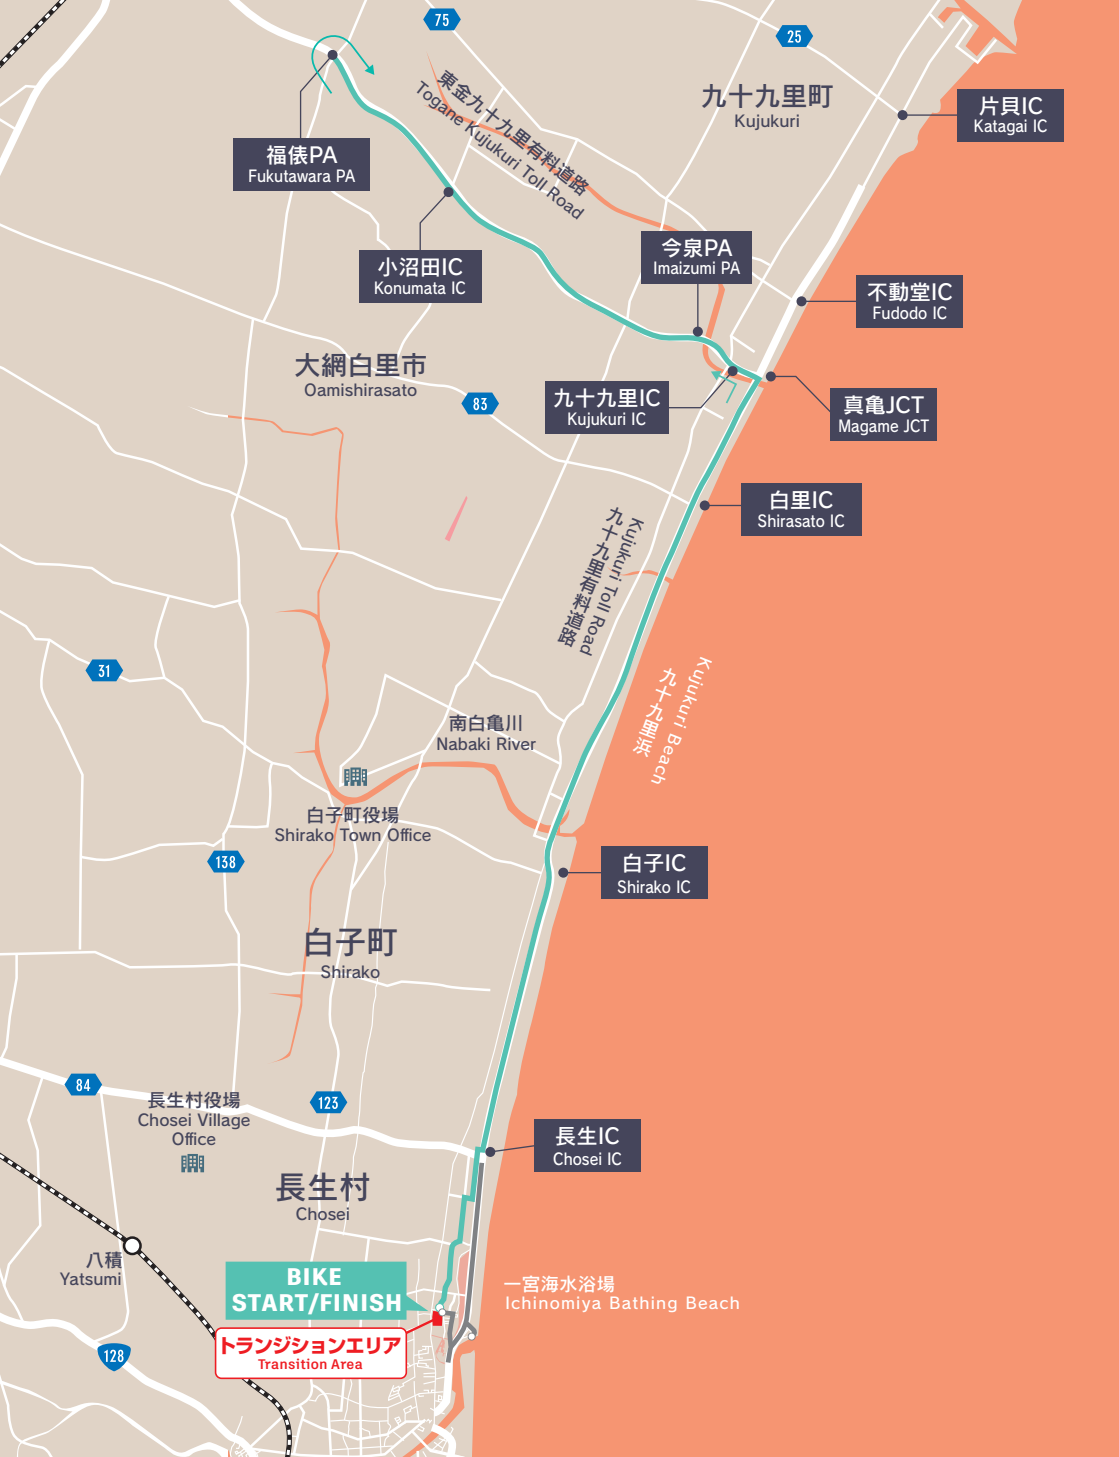 75
25
東金九十九里有料道路
Togane Kujukuri Toll Road
九十九里町
Kujukuri
片貝IC
Katagai IC
福俵PA
Fukutawara PA
小沼田IC
Konumata IC
今泉PA
Imaizumi PA
不動堂IC
Fudodo IC
大網白里市
Oamishirasato
83
九十九里IC
Kujukuri IC
真亀JCT
Magame JCT
白里IC
Shirasato IC
Kujukuri Toll Road
九十九里有料道路
31
Kujukuri Beach
九十九里浜
南白亀川
Nabaki River
白子町役場
Shirako Town Office
138
白子IC
Shirako IC
白子町
Shirako
84
長生村役場
Chosei Village
Office
123
長生IC
Chosei IC
長生村
Chosei
八積
Yatsumi
BIKE
START/FINISH
一宮海水浴場
Ichinomiya Bathing Beach
トランジションエリア
Transition Area
128